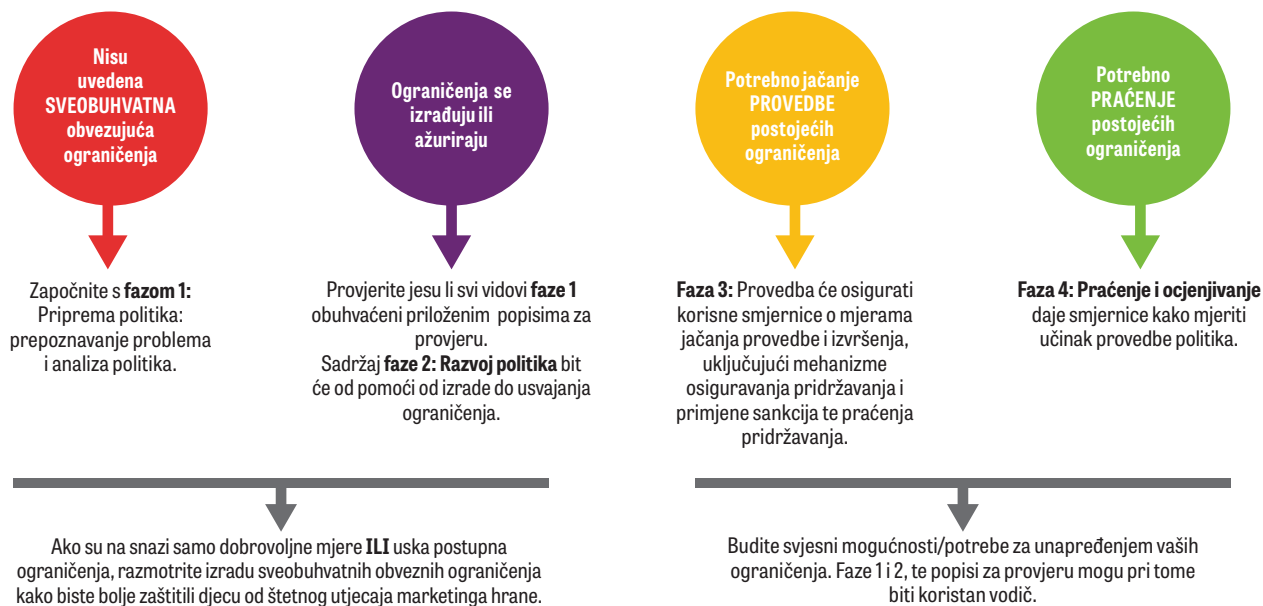 Nisu
uvedena
SVEOBUHVATNA
obvezujuća
ograničenja
Ograničenja se
izrađuju ili
ažuriraju
Potrebno jačanje
PROVEDBE
postojećih
ograničenja
Potrebno
PRAĆENJE
postojećih
ograničenja
Započnite s fazom 1:
Priprema politika:
prepoznavanje problema
i analiza politika.
Provjerite jesu li svi vidovi faze 1
obuhvaćeni priloženim popisima za
provjeru.
Sadržaj faze 2: Razvoj politika bit
će od pomoći od izrade do usvajanja
ograničenja.
Faza 3: Provedba će osigurati
korisne smjernice o mjerama
jačanja provedbe i izvršenja,
uključujući mehanizme
osiguravanja pridržavanja i
primjene sankcija te praćenja
pridržavanja.
Faza 4: Praćenje i ocjenjivanje
daje smjernice kako mjeriti
učinak provedbe politika.
Ako su na snazi samo dobrovoljne mjere ILI uska postupna
ograničenja, razmotrite izradu sveobuhvatnih obveznih ograničenja
kako biste bolje zaštitili djecu od štetnog utjecaja marketinga hrane.
Budite svjesni mogućnosti/potrebe za unapređenjem vaših
ograničenja. Faze 1 i 2, te popisi za provjeru mogu pri tome
biti koristan vodič.